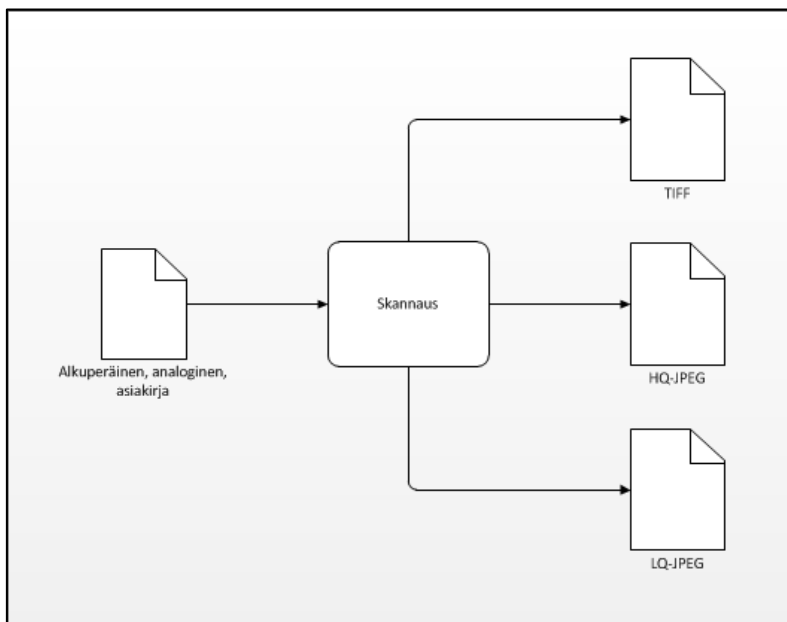 TIFF
Skannaus
Alkuperäinen, analoginen,
asiakirja
HQ-JPEG
LQ-JPEG